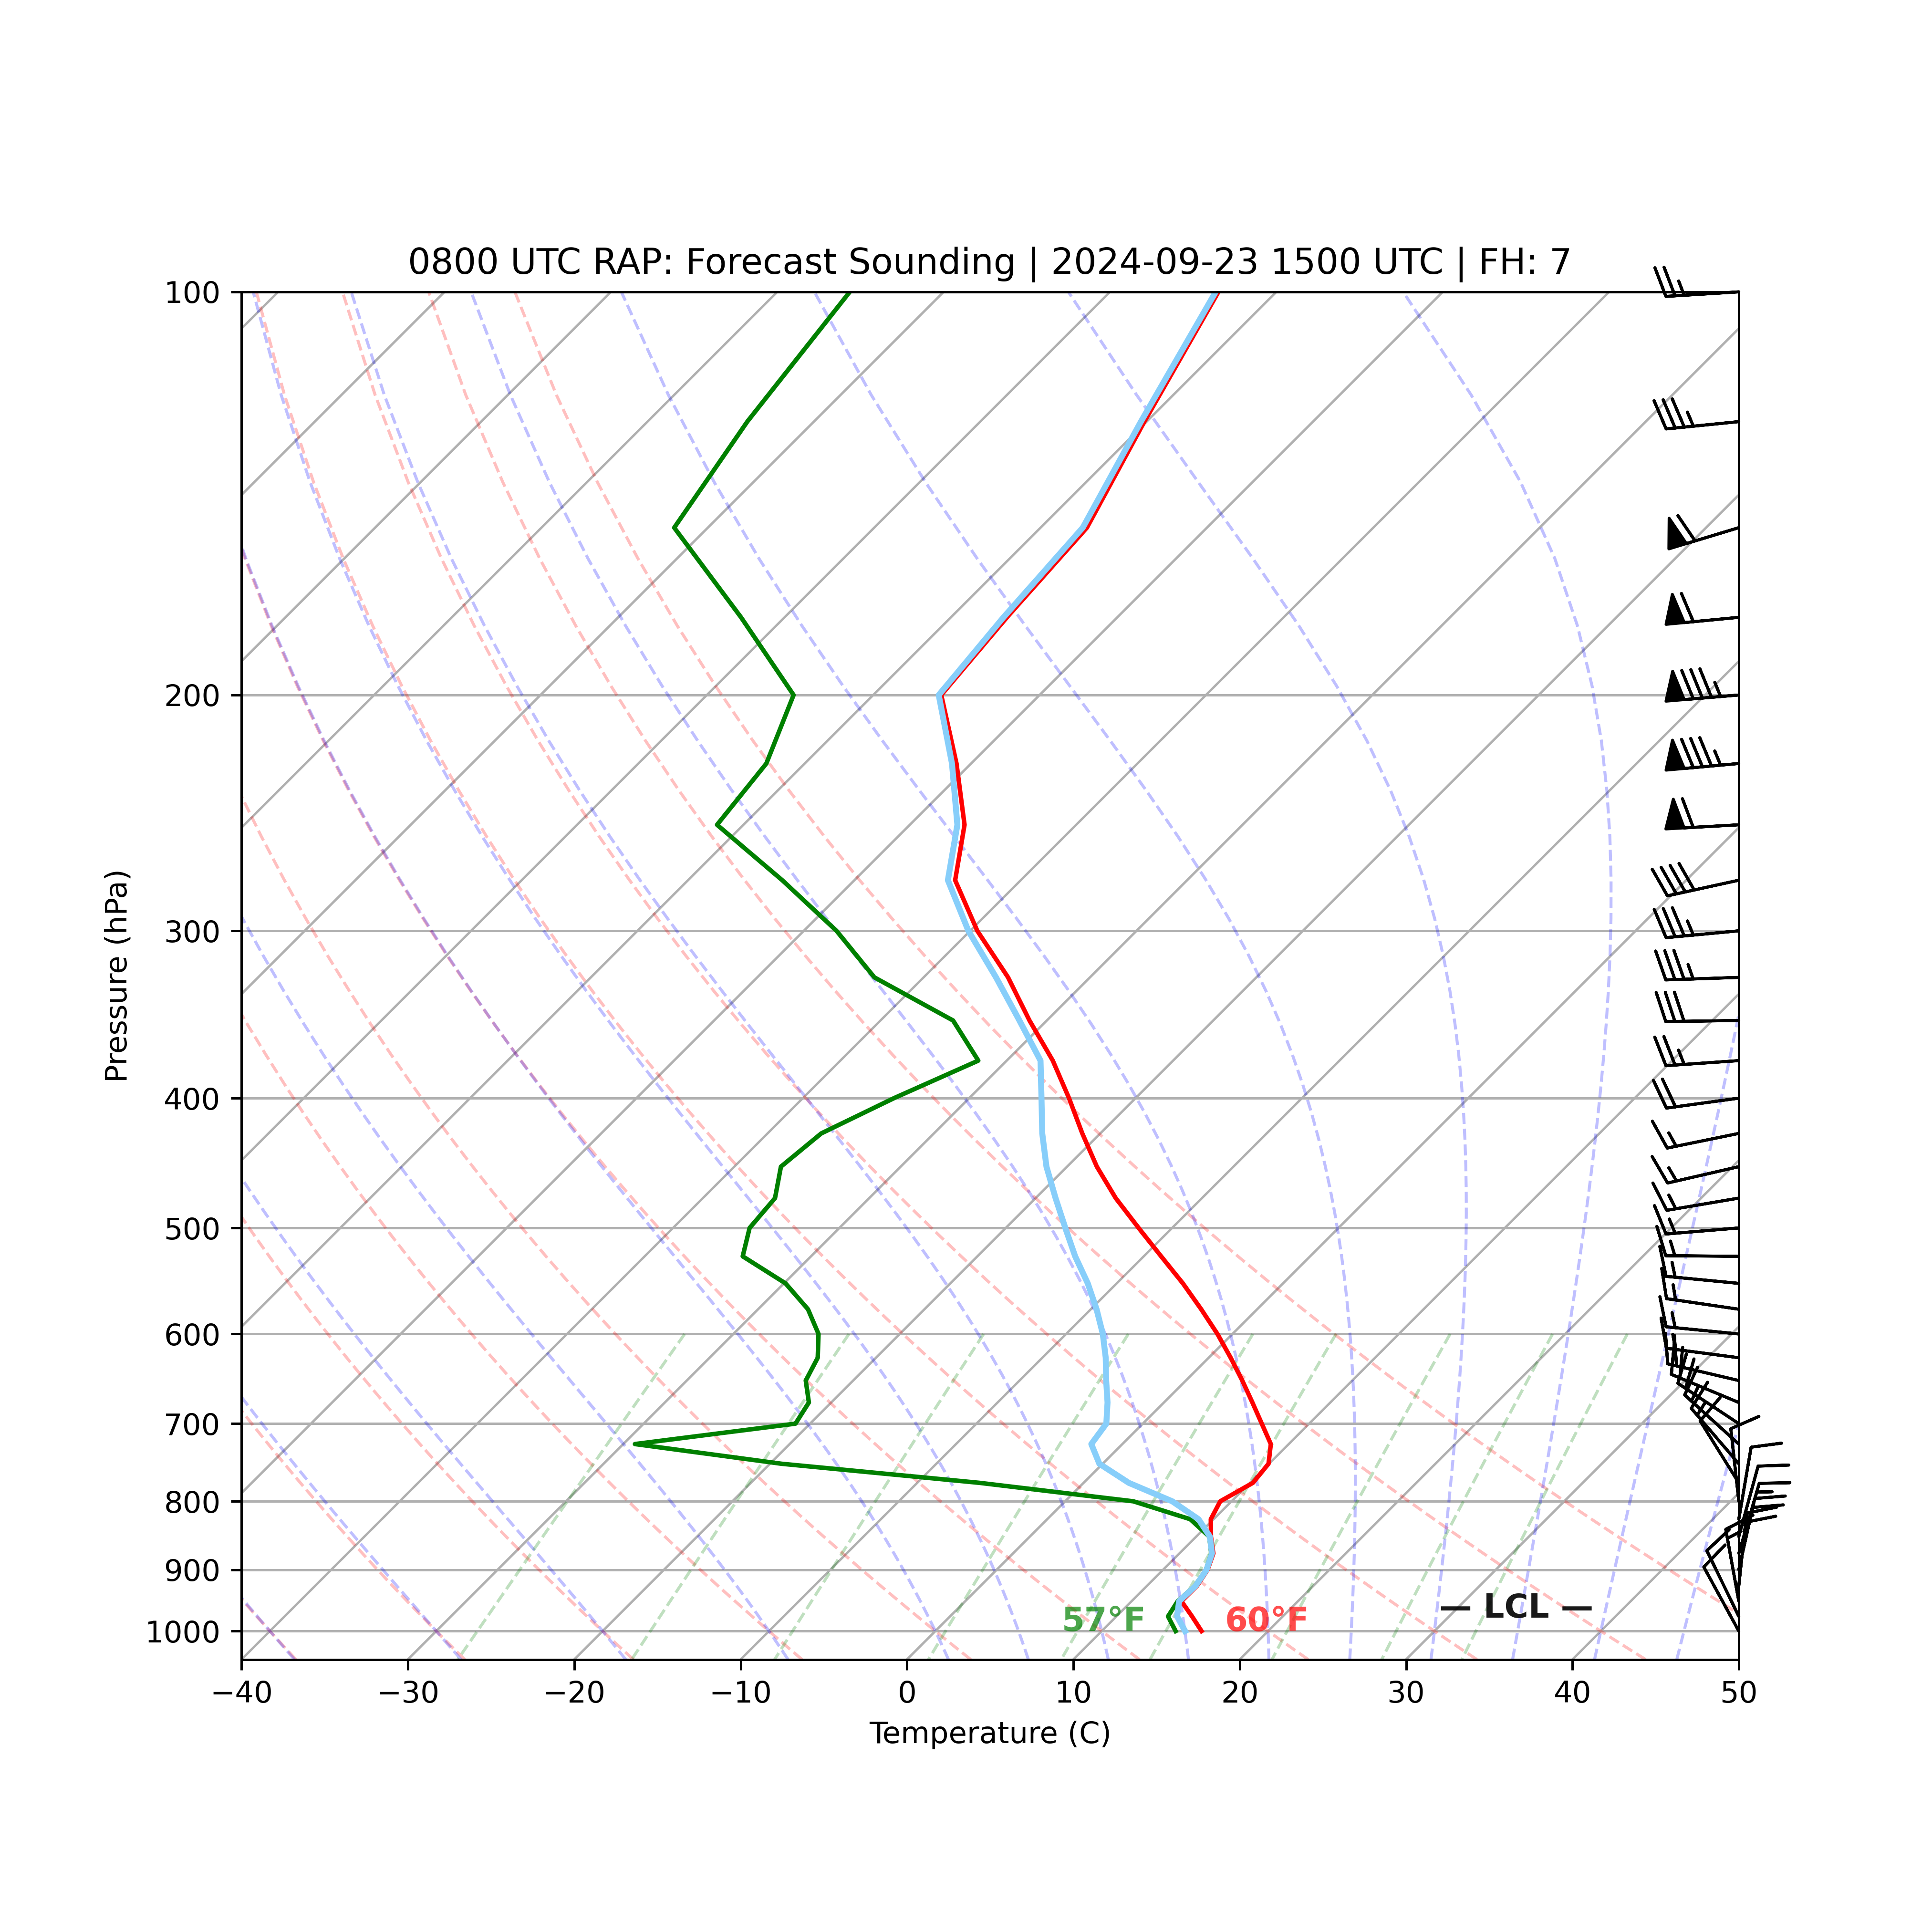 0800 UTC RAP: Forecast Sounding | 2024-09-23 1500 UTC | FH: 7
100
200
300
400
500
600
700
800
900
1000
Pressure (hPa)
57°F
60°F
— LCL —
−40 −30 −20 −10 0 10 20 30 40 50
Temperature (C)